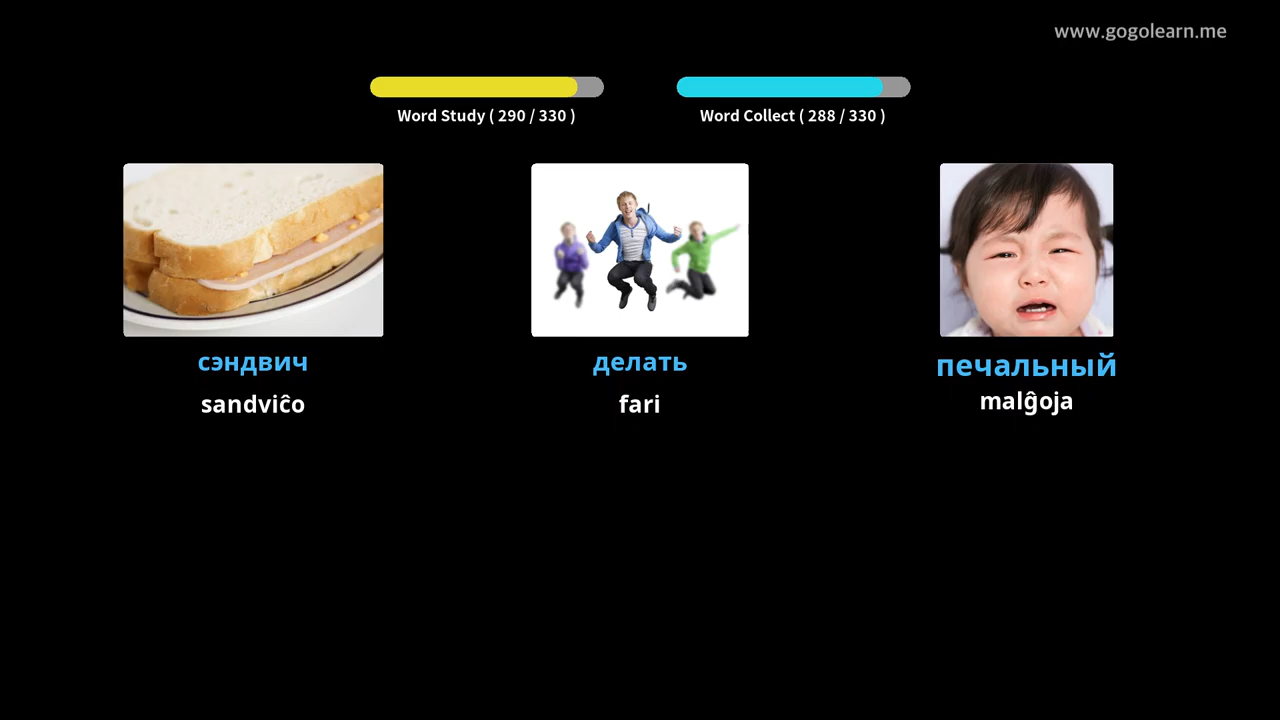 www.gogolearn.me
Word Study ( 290 / 330 )
Word Collect ( 288 / 330 )
сэндвич
делать
печальный
sandviĉo
fari
malĝoja